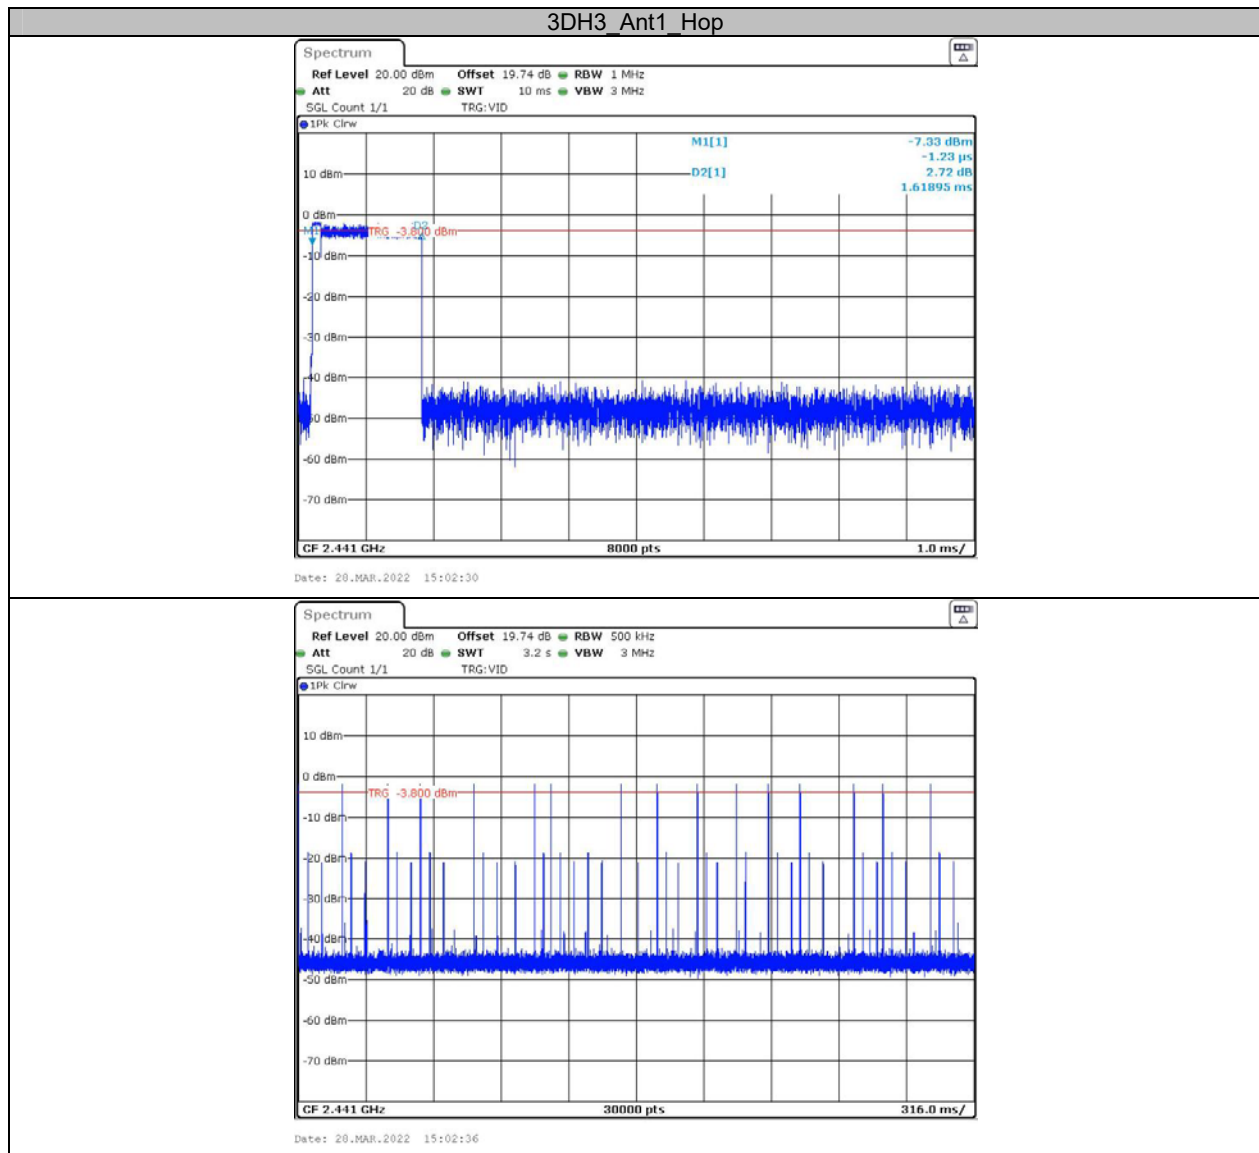 3DH3_Ant1_Hop
Spectrum
Ref Level 20.00 dBm Offset 19.74 dB RBW 1 MHz
Att 20 dB SWT 10 ms VBW 3 MHz
SGL Count 1/1 TRG:VID
1Pk Clrw
M1[1] -7.33 dBm
-1.23 µs
10 dBm D2[1] 2.72 dB
1.61895 ms
0 dBm
M1 TRG -3.800 dBm D2
-10 dBm
-20 dBm
-30 dBm
-40 dBm
-50 dBm
-60 dBm
-70 dBm
CF 2.441 GHz 8000 pts 1.0 ms/
Date: 28.MAR.2022 15:02:30
Spectrum
Ref Level 20.00 dBm Offset 19.74 dB RBW 500 kHz
Att 20 dB SWT 3.2 s VBW 3 MHz
SGL Count 1/1 TRG:VID
1Pk Clrw
10 dBm
0 dBm
TRG -3.800 dBm
-10 dBm
-20 dBm
-30 dBm
-40 dBm
-50 dBm
-60 dBm
-70 dBm
CF 2.441 GHz 30000 pts 316.0 ms/
Date: 28.MAR.2022 15:02:36